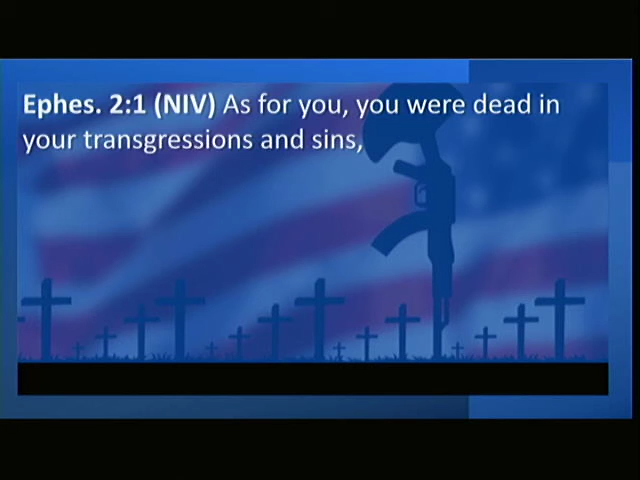 Ephes. 2:1 (NIV) As for you, you were dead in
your transgressions and sins,